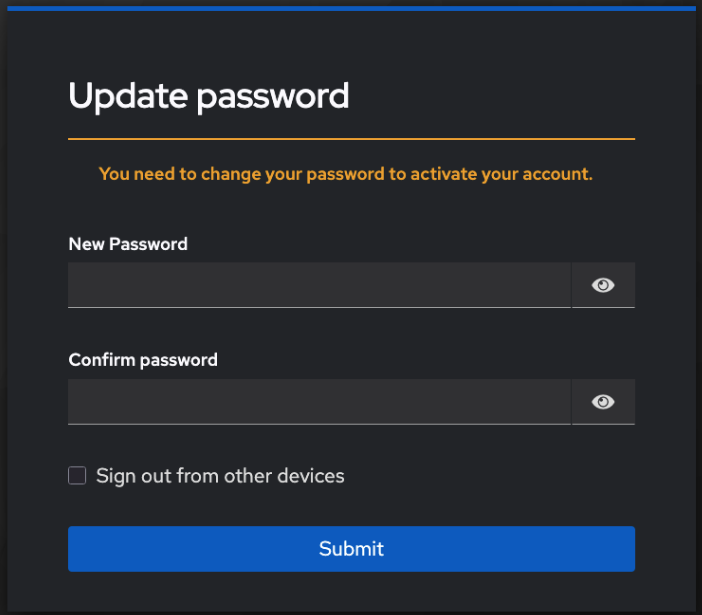 Update password
You need to change your password to activate your account.
New Password
Confirm password
Sign out from other devices
Submit